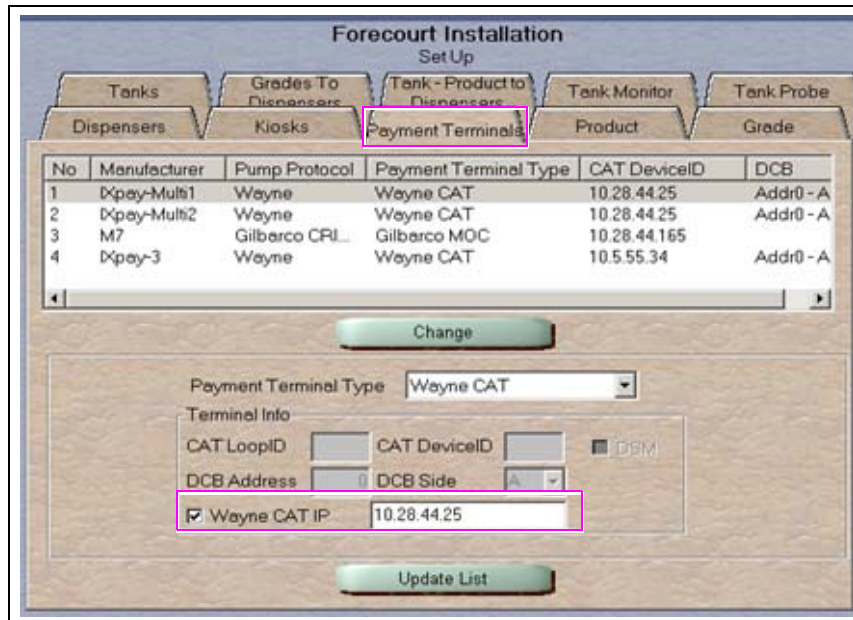 Forecourt Installation
Set Up
Tanks Grades To Dispensers Tank - Product to Dispensers Tank Monitor Tank Probe
Dispensers Kiosks Payment Terminals Product Grade
No Manufacturer Pump Protocol Payment Terminal Type CAT DeviceID DCB
1 IXpay-Multi1 Wayne Wayne CAT 10.28.44.25 Addr0 - A
2 IXpay-Multi2 Wayne Wayne CAT 10.28.44.25 Addr0 - A
3 M7 Gilbarco CRI... Gilbarco MOC 10.28.44.165
4 IXpay-3 Wayne Wayne CAT 10.5.55.34 Addr0 - A
Change
Payment Terminal Type Wayne CAT
Terminal Info
CAT LoopID CAT DeviceID DSM
DCB Address 0 DCB Side A
Wayne CAT IP 10.28.44.25
Update List